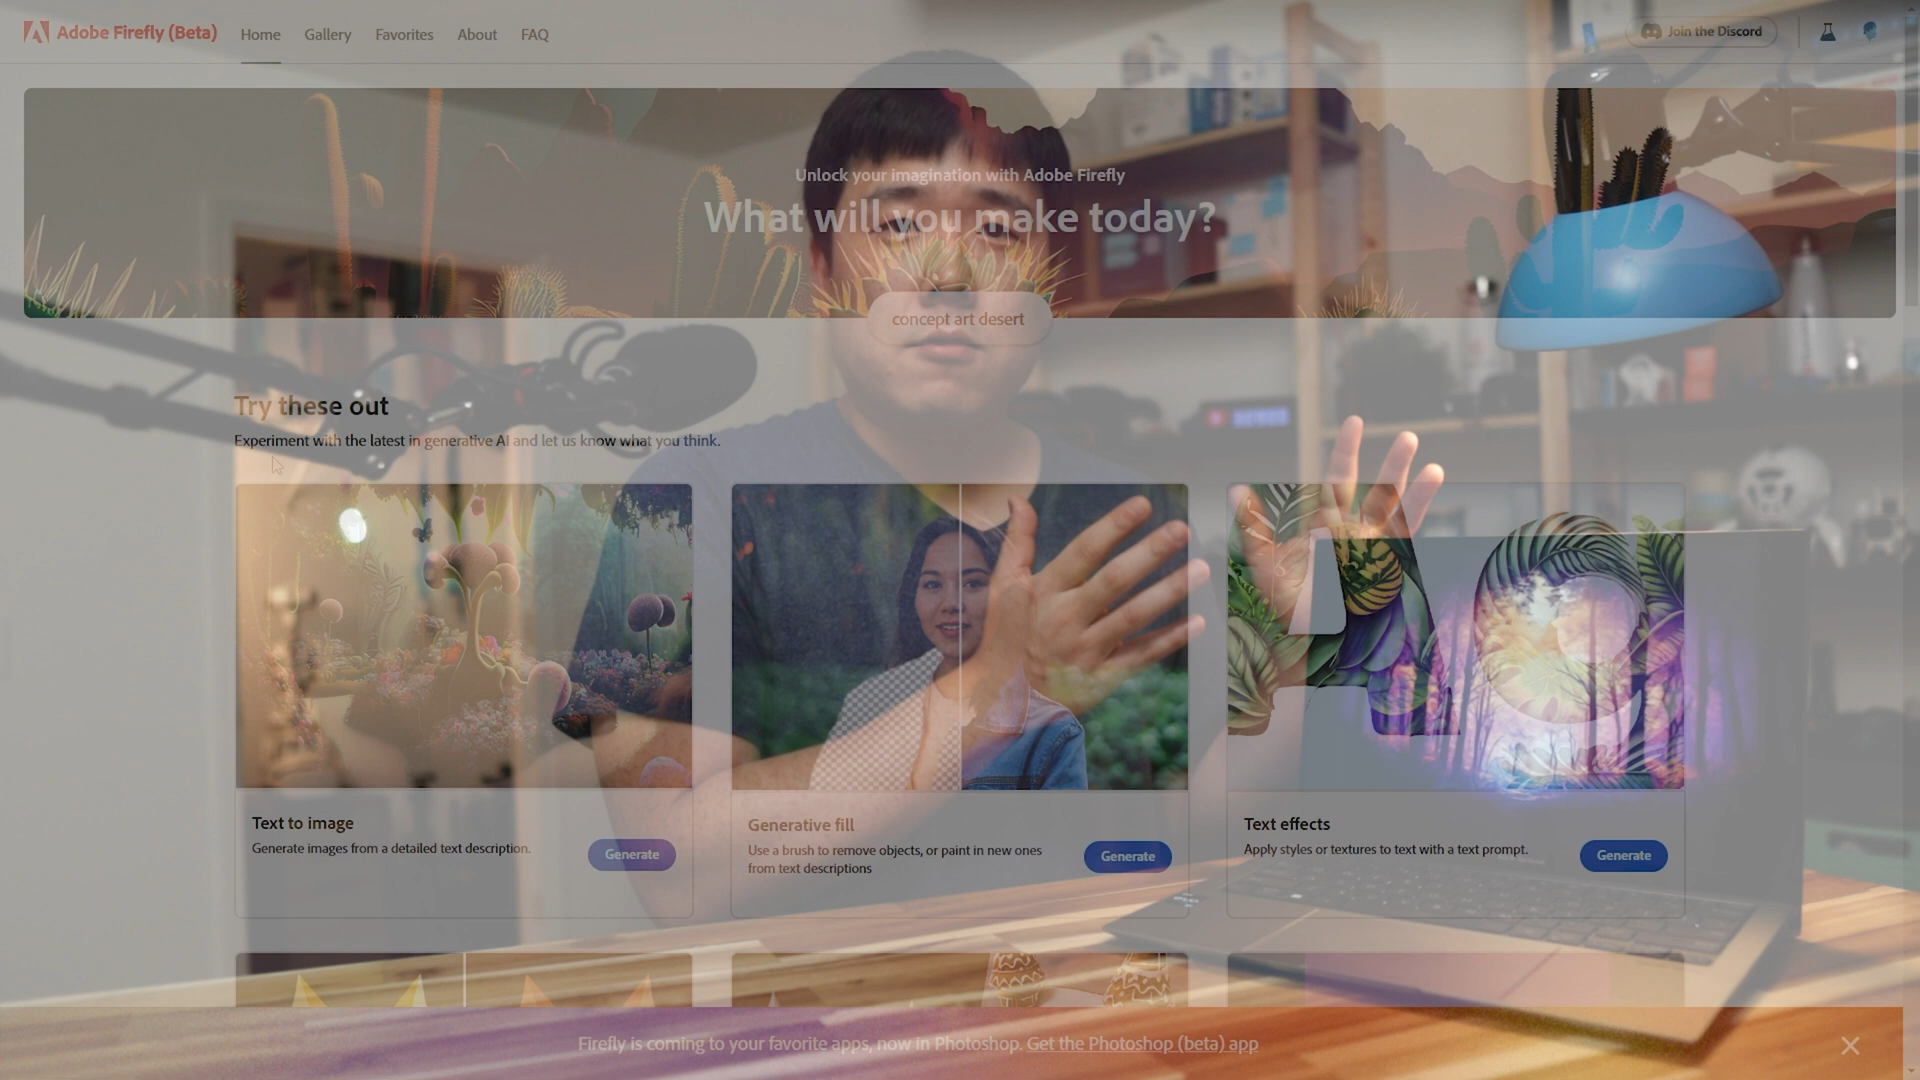 Adobe Firefly (Beta)
Home
Gallery
Favorites
About
FAQ
Join the Discord
Unlock your imagination with Adobe Firefly
What will you make today?
concept art desert
Try these out
Experiment with the latest in generative AI and let us know what you think.
Text to image
Generate images from a detailed text description.
Generate
Generative fill
Use a brush to remove objects, or paint in new ones
from text descriptions
Generate
Text effects
Apply styles or textures to text with a text prompt.
Generate
Firefly is coming to your favorite apps, now in Photoshop. Get the Photoshop (beta) app